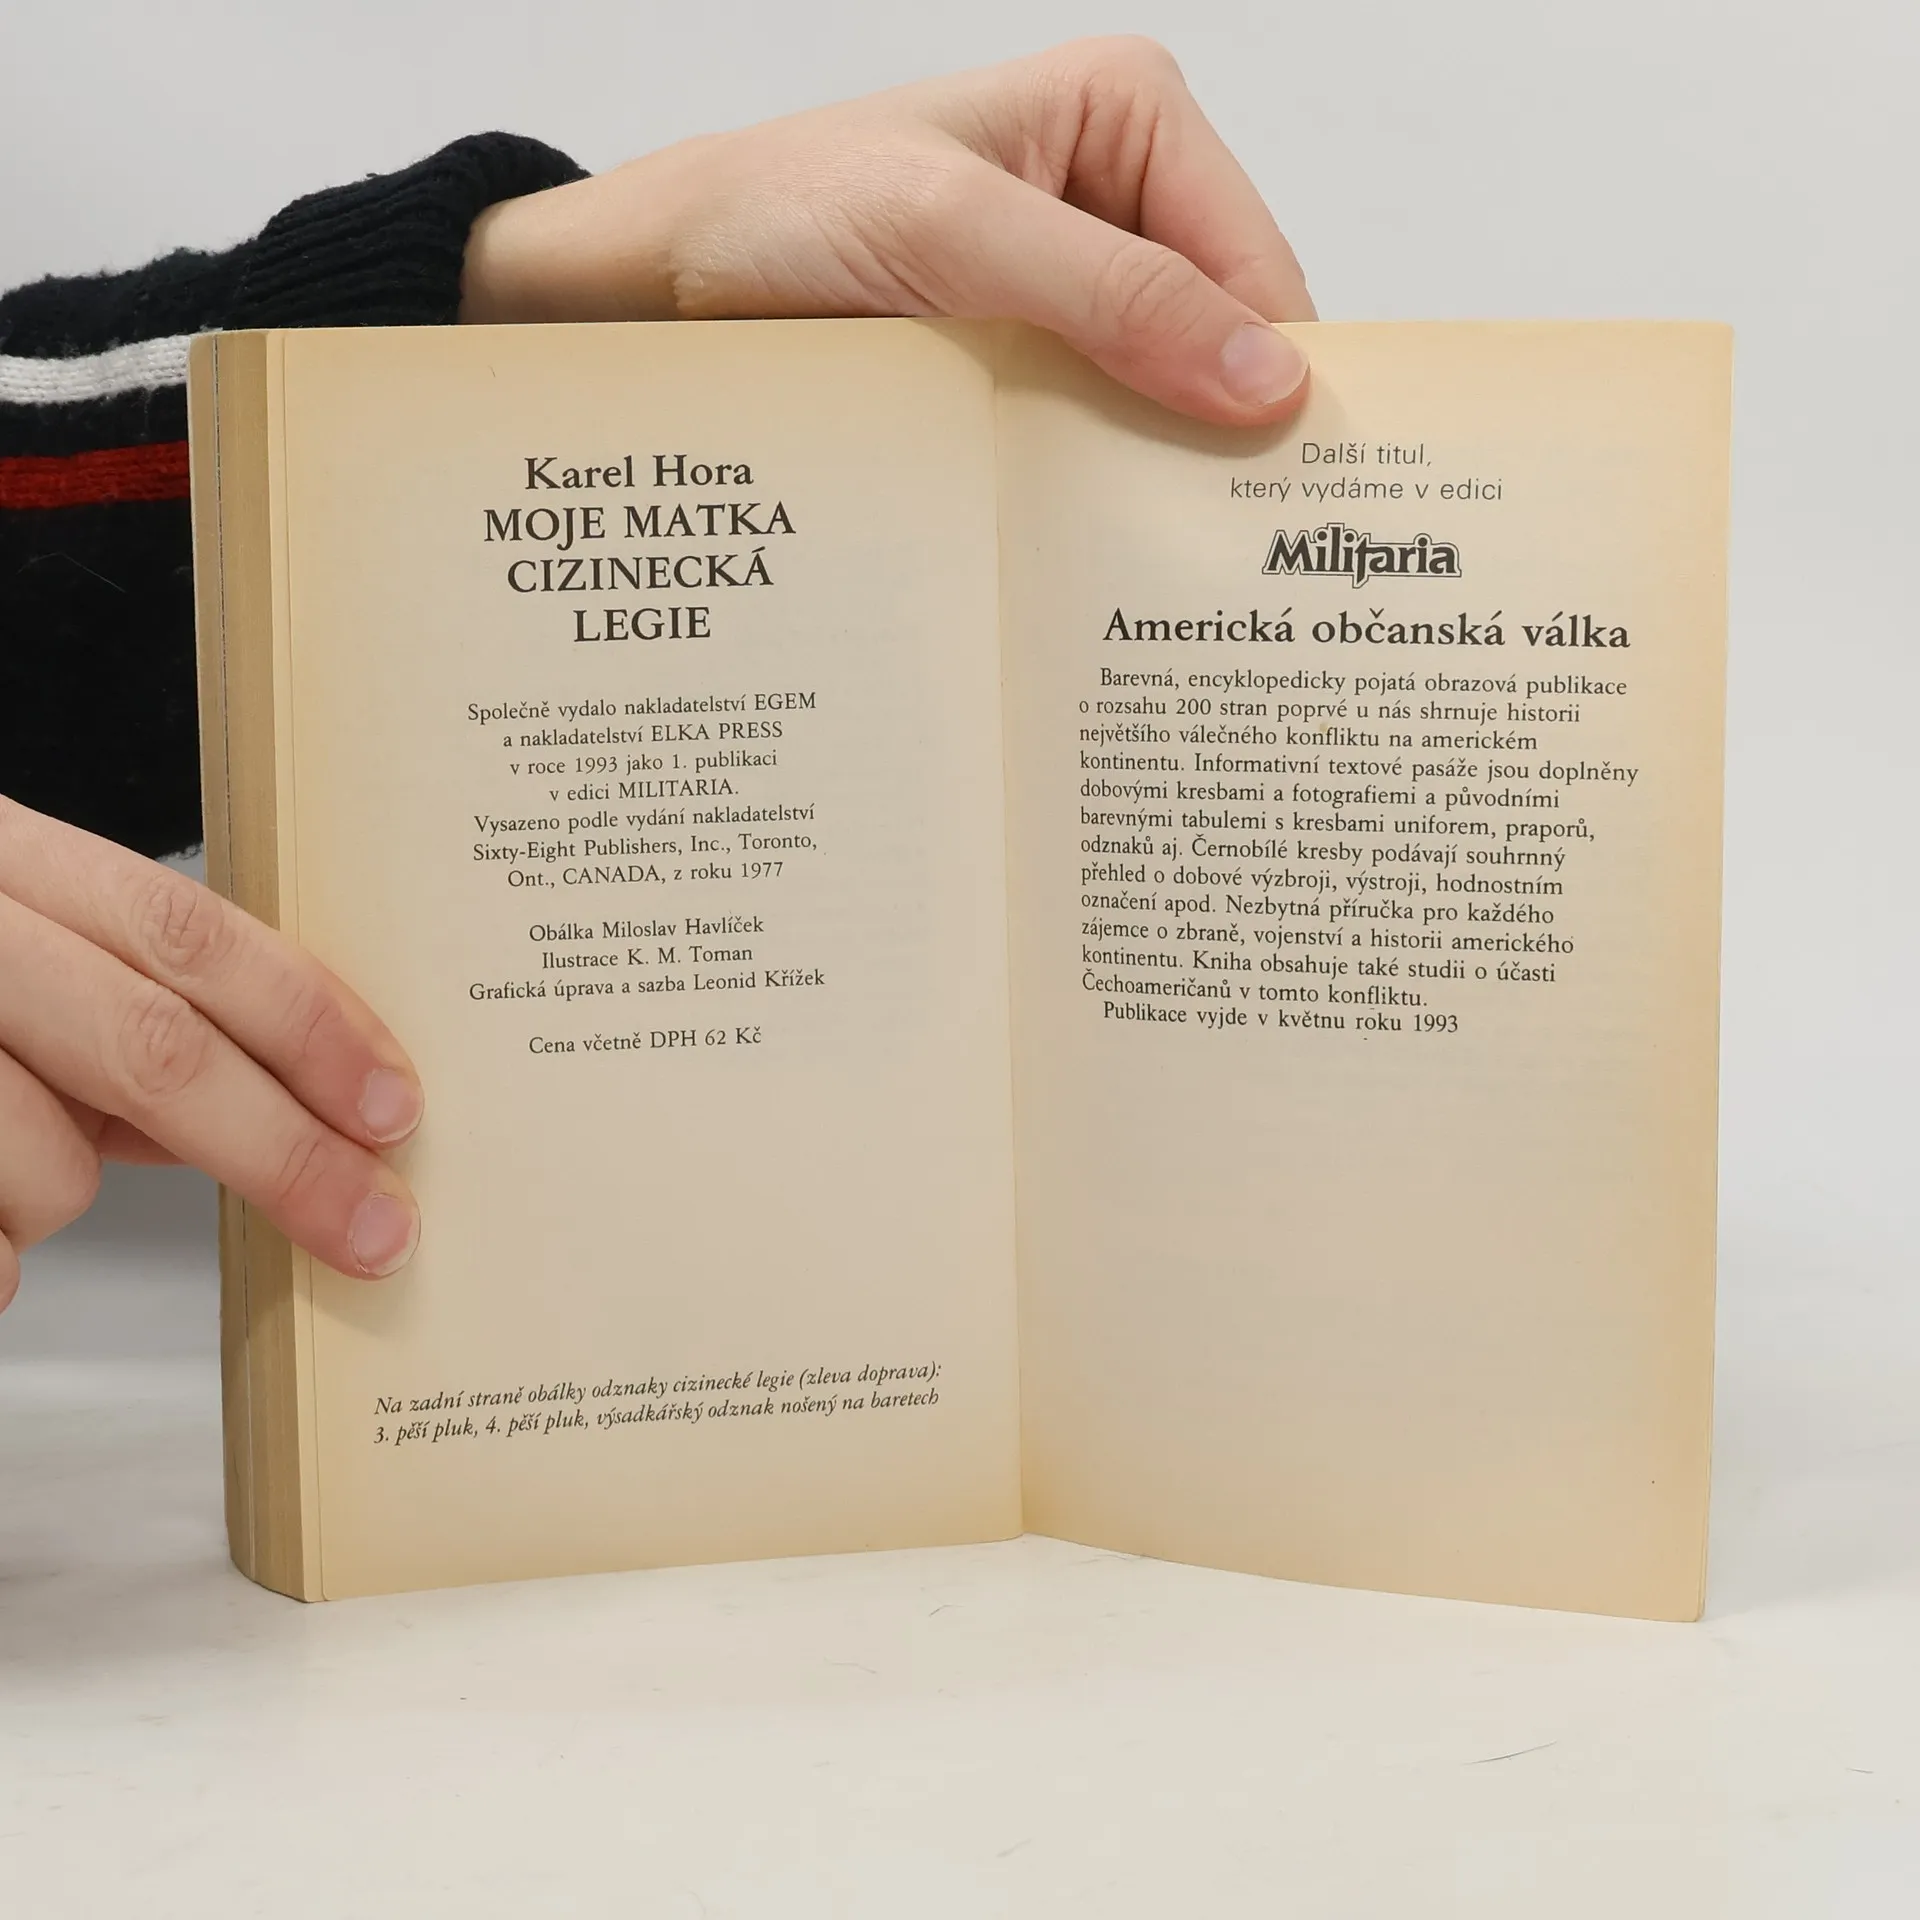 Karel Hora
MOJE MATKA
CIZINECKÁ
LEGIE
Společně vydalo nakladatelství EGEM
a nakladatelství ELKA PRESS
v roce 1993 jako 1. publikaci
v edici MILITARIA.
Vysazeno podle vydání nakladatelství
Sixty-Eight Publishers, Inc., Toronto,
Ont., CANADA, z roku 1977
Obálka Miloslav Havlíček
Ilustrace K. M. Toman
Grafická úprava a sazba Leonid Křížek
Cena včetně DPH 62 Kč
Na zadní straně obálky odznaky cizinecké legie (zleva doprava):
3. pěší pluk, 4. pěší pluk, výsadkářský odznak nošený na baretech
Další titul,
který vydáme v edici
Militaria
Americká občanská válka
Barevná, encyklopedicky pojatá obrazová publikace
o rozsahu 200 stran poprvé u nás shrnuje historii
největšího válečného konfliktu na americkém
kontinentu. Informativní textové pasáže jsou doplněny
dobovými kresbami a fotografiemi a původními
barevnými tabulemi s kresbami uniforem, praporů,
odznaků aj. Černobílé kresby podávají souhrnný
přehled o dobové výzbroji, výstroji, hodnostním
označení apod. Nezbytná příručka pro každého
zájemce o zbraně, vojenství a historii amerického
kontinentu. Kniha obsahuje také studii o účasti
Čechoameričanů v tomto konfliktu.
Publikace vyjde v květnu roku 1993